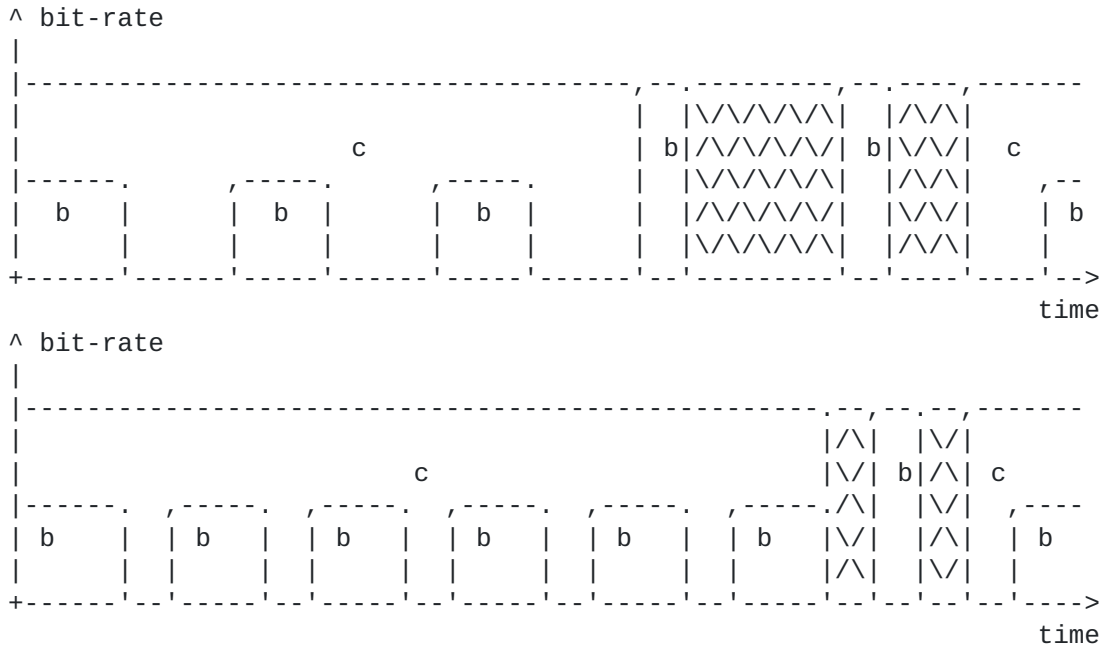 ^ bit-rate
|
|---------------------------------------,--.---------,--.----,-------
|                                       |  |\/\/\/\/\|  |/\/\|
|                     c                 | b|/\/\/\/\/| b|\/\/|  c
|------.      ,-----.      ,-----.      |  |\/\/\/\/\|  |/\/\|    ,--
|  b   |      |  b  |      |  b  |      |  |/\/\/\/\/|  |\/\/|    | b
|      |      |     |      |     |      |  |\/\/\/\/\|  |/\/\|    |
+------'------'-----'------'-----'------'--'---------'--'----'----'-->
                                                                  time
^ bit-rate
|
|---------------------------------------------------.--,--.--,-------
|                                                   |/\|  |\/|
|                         c                         |\/| b|/\| c
|------.  ,-----.  ,-----.  ,-----.  ,-----.  ,-----./\|  |\/|  ,----
| b    |  | b   |  | b   |  | b   |  | b   |  | b   |\/|  |/\|  | b
|      |  |     |  |     |  |     |  |     |  |     |/\|  |\/|  |
+------'--'-----'--'-----'--'-----'--'-----'--'-----'--'--'--'--'---->
                                                                  time